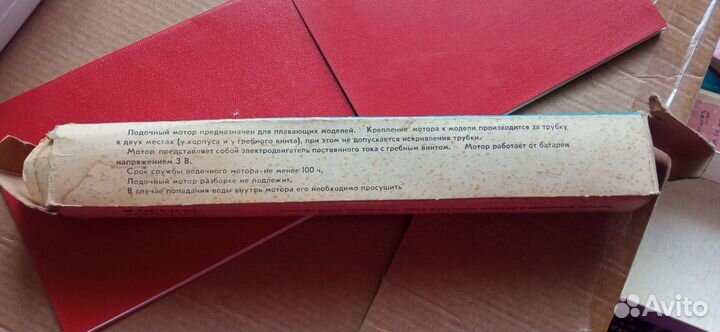 Лодочный мотор предназначен для плавающих моделей. Крепление мотора к модели производится за трубку
в двух местах (у корпуса и у гребного винта), при этом не допускается искривления трубки.
Мотор представляет собой электродвигатель постоянного тока с гребным винтом. Мотор работает от батареи
напряжением 3 В.
Срок службы лодочного мотора-не менее 100 ч.
Лодочный мотор разборке не подлежит.
В случае попадания воды внутрь мотора его необходимо просушить
Avito